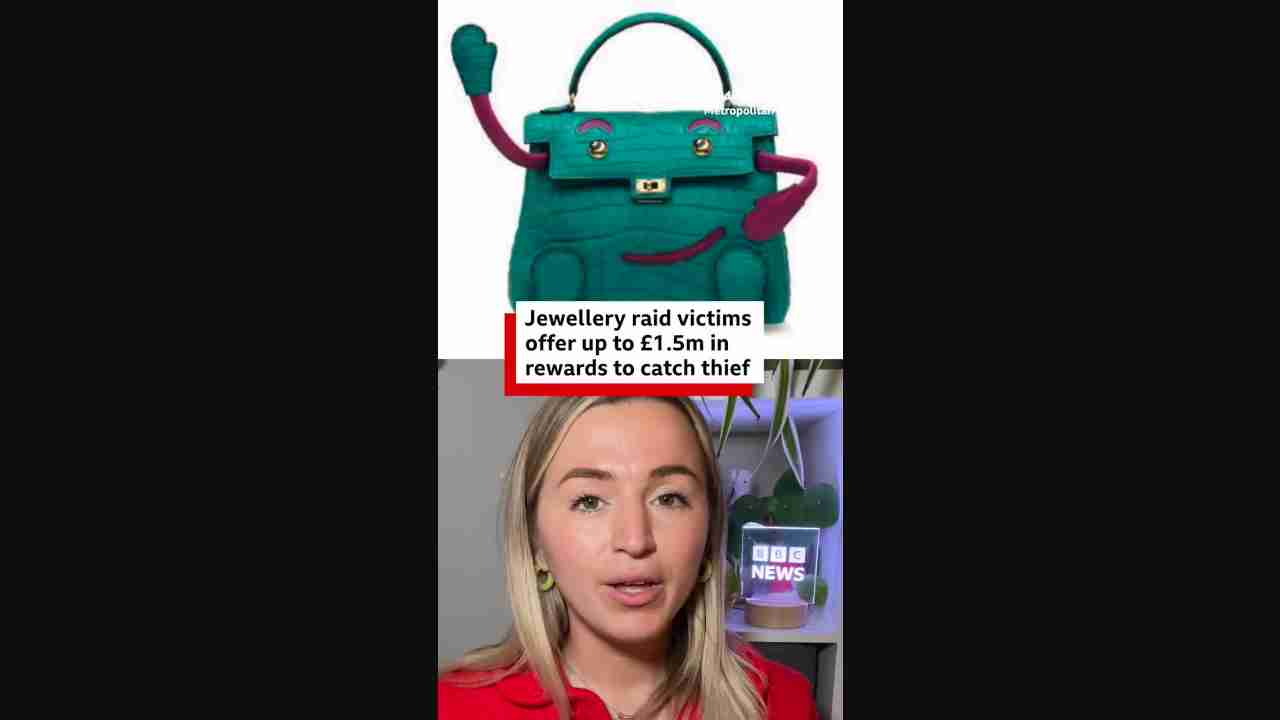 Metropolitan
Jewellery raid victims
offer up to £1.5m in
rewards to catch thief
BBC
NEWS